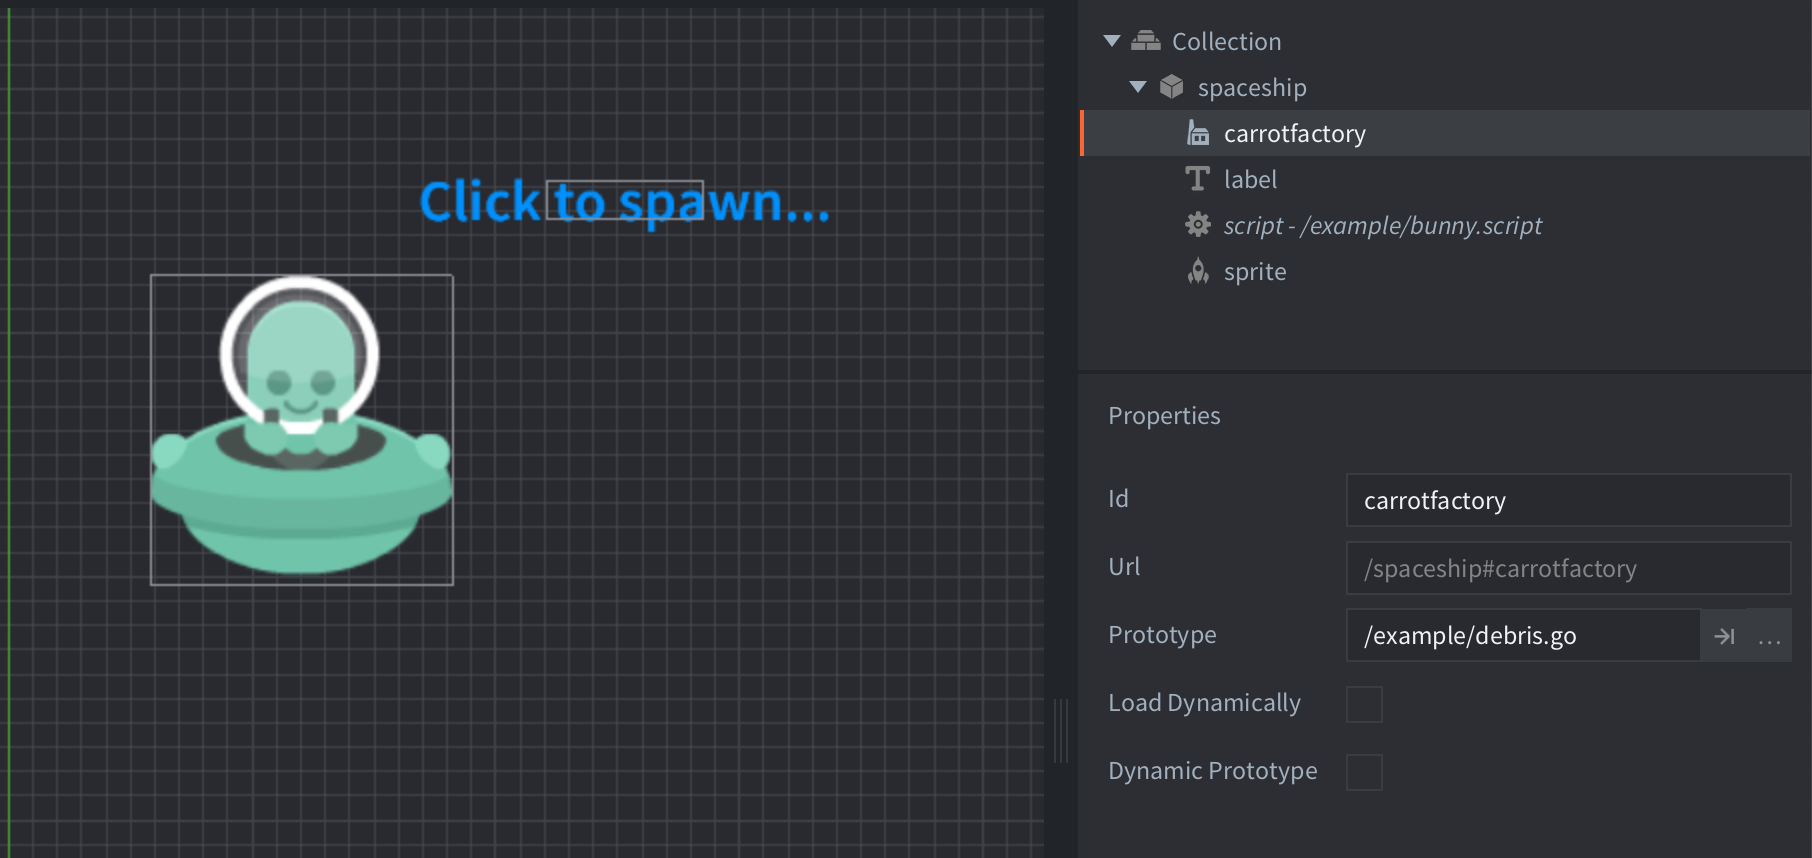 Click to spawn...
Collection
spaceship
carrotfactory
label
script - /example/bunny.script
sprite
Properties
Id carrotfactory
Url /spaceship#carrotfactory
Prototype /example/debris.go ...
Load Dynamically
Dynamic Prototype